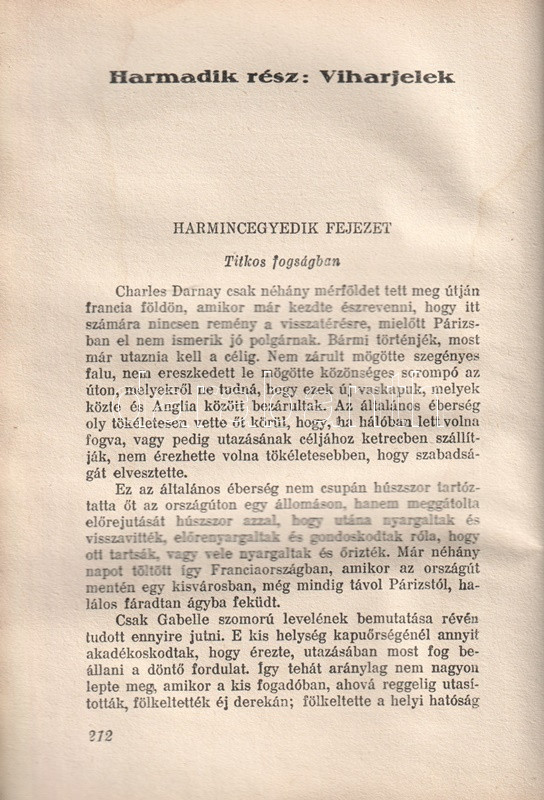 Harmadik rész: Viharjelek
HARMINCEGYEDIK FEJEZET
Titkos fogságban
Charles Darnay csak néhány mérföldet tett meg útján
francia földön, amikor már kezdte észrevenni, hogy itt
számára nincsen remény a visszatérésre, mielőtt Párizs-
ban el nem ismerik jó polgárnak. Bármi történjék, most
már utaznia kell a célig. Nem zárult mögötte szegényes
falu, nem ereszkedett le mögötte közönséges sorompó az
úton, melyekről ne tudná, hogy ezek új vaskapuk, melyek
közte és Anglia között bezárultak. Az általános éberség
oly tökéletesen vette őt körül, hogy, ha hálóban lett volna
fogva, vagy pedig utazásának céljához ketrecben szállít-
ják, nem érezhette volna tökéletesebben, hogy szabadsá-
gát elvesztette.
Ez az általános éberség nem csupán húszszor tartóz-
tatta őt az országúton egy állomáson, hanem meggátolta
előrejutását húszszor azzal, hogy utána nyargaltak és
visszavitték, előrenyargaltak és gondoskodtak róla, hogy
ott tartsák, vagy vele nyargaltak és őrizték. Már néhány
napot töltött így Franciaországban, amikor az országút
mentén egy kisvárosban, még mindig távol Párizstól, ha-
lálos fáradtan ágyba feküdt.
Csak Gabelle szomorú levelének bemutatása révén
tudott ennyire jutni. E kis helység kapuőrségénél annyit
akadékoskodtak, hogy érezte, utazásában most fog be-
állani a döntő fordulat. Így tehát aránylag nem nagyon
lepte meg, amikor a kis fogadóban, ahová reggelig utasí-
tották, fölkeltették éj derekán; fölkeltette a helyi hatóság
212